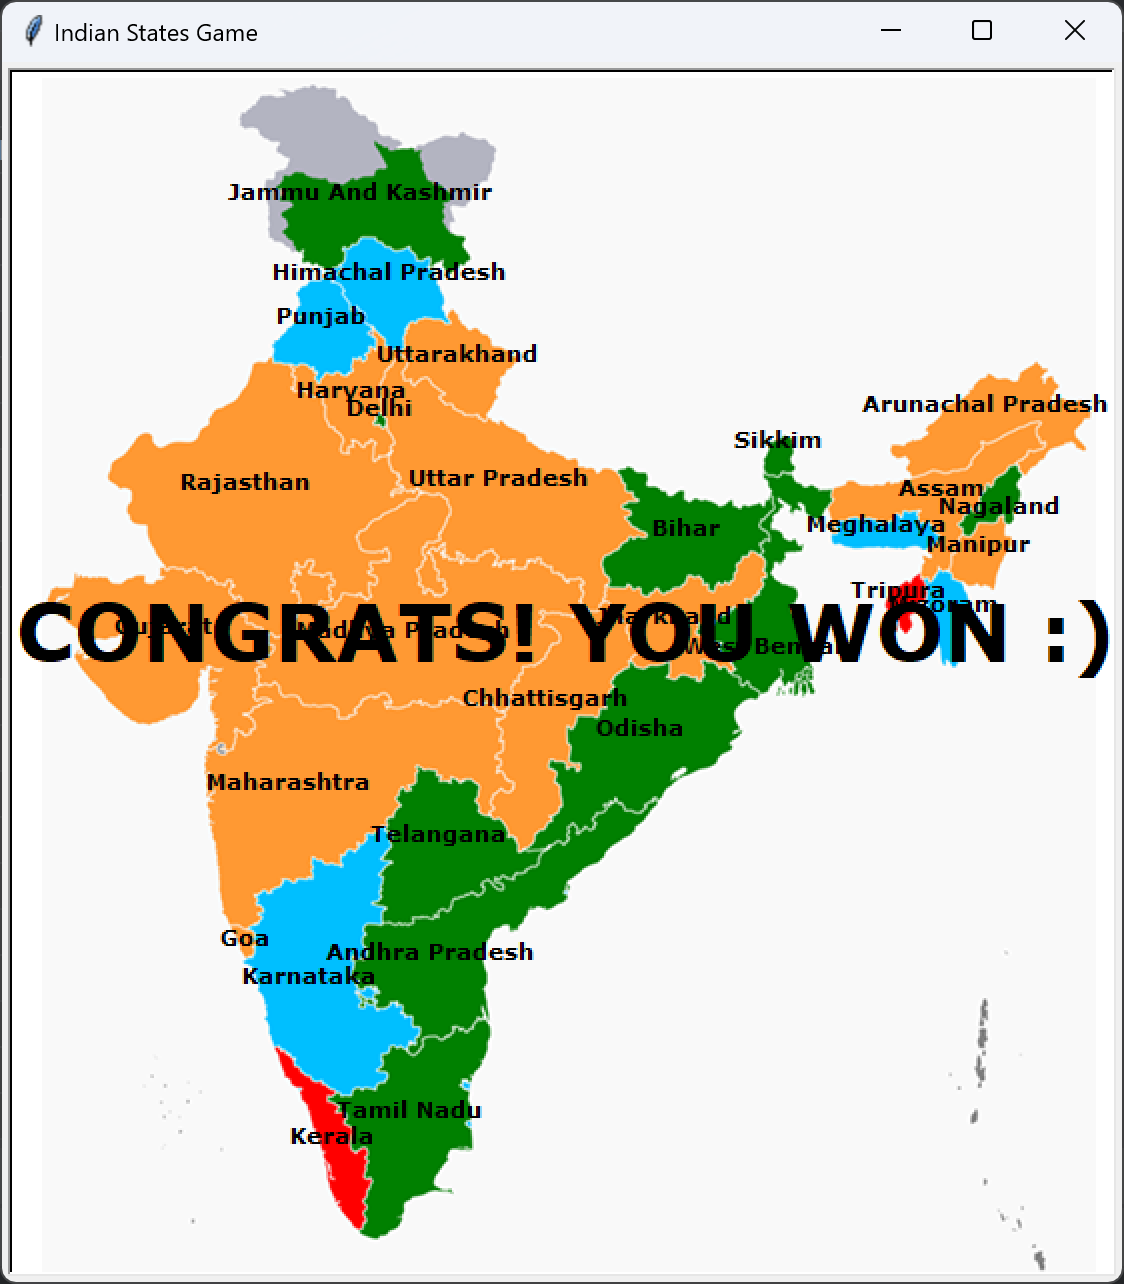 Indian States Game
Jammu And Kashmir
Himachal Pradesh
Punjab
Uttarakhand
Haryana
Delhi
Arunachal Pradesh
Sikkim
Rajasthan
Uttar Pradesh
Assam
Nagaland
Bihar
Meghalaya
Manipur
Tripura
Mizoram
Jharkhand
Gujarat
Madhya Pradesh
CONGRATS! YOU WON :)
West Bengal
Chhattisgarh
Odisha
Maharashtra
Telangana
Goa
Andhra Pradesh
Karnataka
Tamil Nadu
Kerala